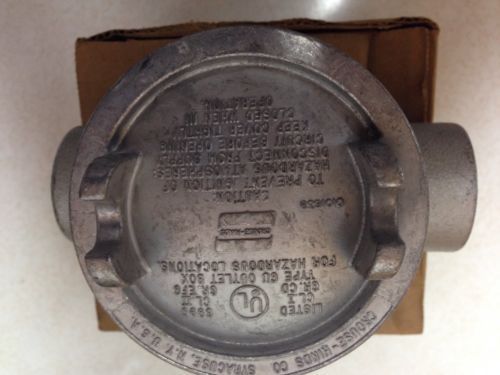 CROUSE-HINDS CO SYRACUSE, N.Y. U.S.A.
LISTED UL
CL I CL II
GR. CD GR. EFG
TYPE GU OUTLET BOX
FOR HAZARDOUS LOCATIONS.
CROUSE-HINDS
CAUTION:
TO PREVENT IGNITION OF
HAZARDOUS ATMOSPHERES:
DISCONNECT FROM SUPPLY
CIRCUIT BEFORE OPENING
KEEP COVER TIGHTLY
CLOSED WHEN IN
OPERATION.